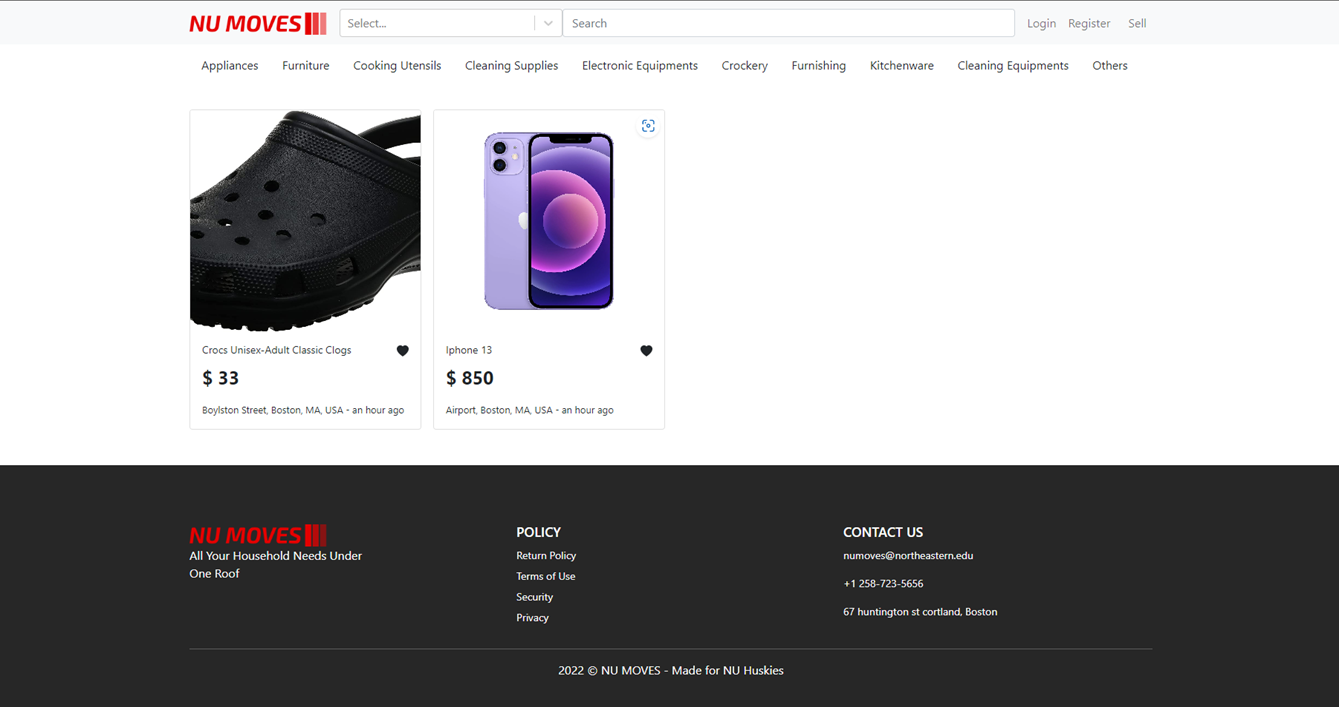 NU MOVES Select... Search Login Register Sell
Appliances Furniture Cooking Utensils Cleaning Supplies Electronic Equipments Crockery Furnishing Kitchenware Cleaning Equipments Others
Crocs Unisex-Adult Classic Clogs
$ 33
Boylston Street, Boston, MA, USA - an hour ago
Iphone 13
$ 850
Airport, Boston, MA, USA - an hour ago
NU MOVES
All Your Household Needs Under
One Roof
POLICY
Return Policy
Terms of Use
Security
Privacy
CONTACT US
numoves@northeastern.edu
+1 258-723-5656
67 huntington st cortland, Boston
2022 © NU MOVES - Made for NU Huskies